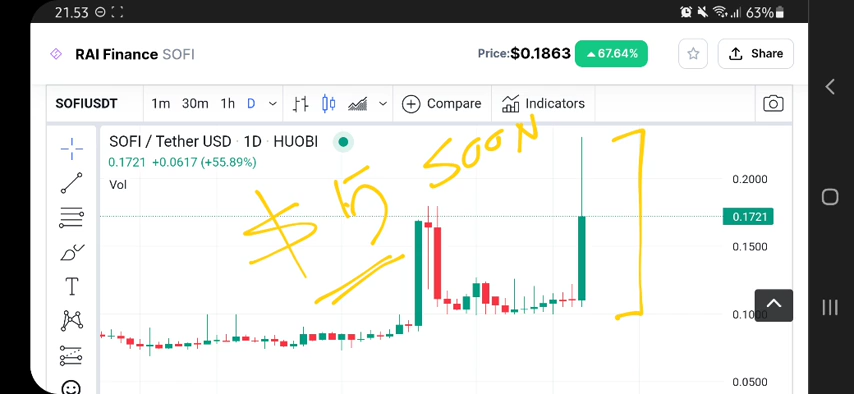 21.53 63%
RAI Finance SOFI Price:$0.1863 67.64% Share
SOFIUSDT 1m 30m 1h D Compare Indicators
SOFI / Tether USD · 1D · HUOBI
0.1721 +0.0617 (+55.89%)
Vol
$5 SOON
0.2000
0.1721
0.1500
0.1000
0.0500